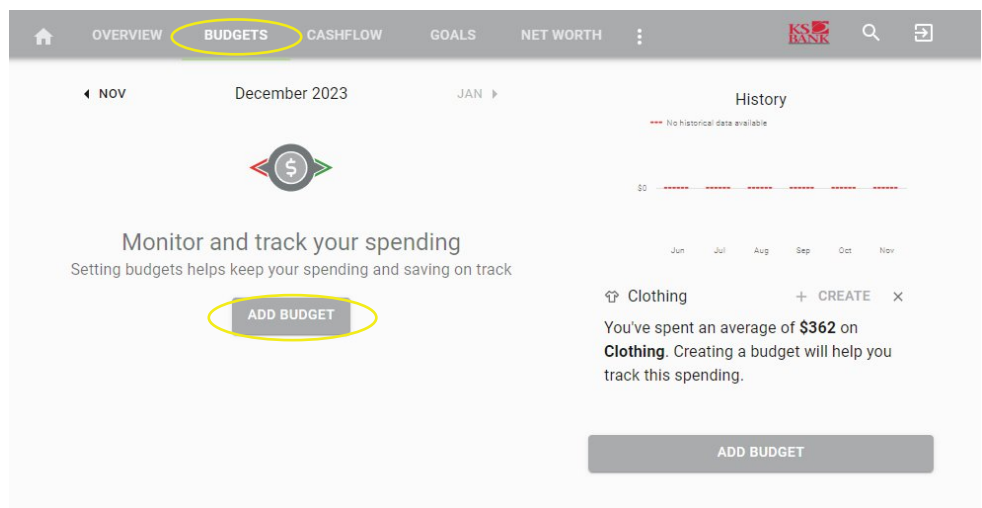 OVERVIEW BUDGETS CASHFLOW GOALS NET WORTH KS BANK
NOV December 2023 JAN
$
Monitor and track your spending
Setting budgets helps keep your spending and saving on track
ADD BUDGET
History
No historical data available
$0
Jun Jul Aug Sep Oct Nov
Clothing + CREATE ×
You've spent an average of $362 on
Clothing. Creating a budget will help you
track this spending.
ADD BUDGET